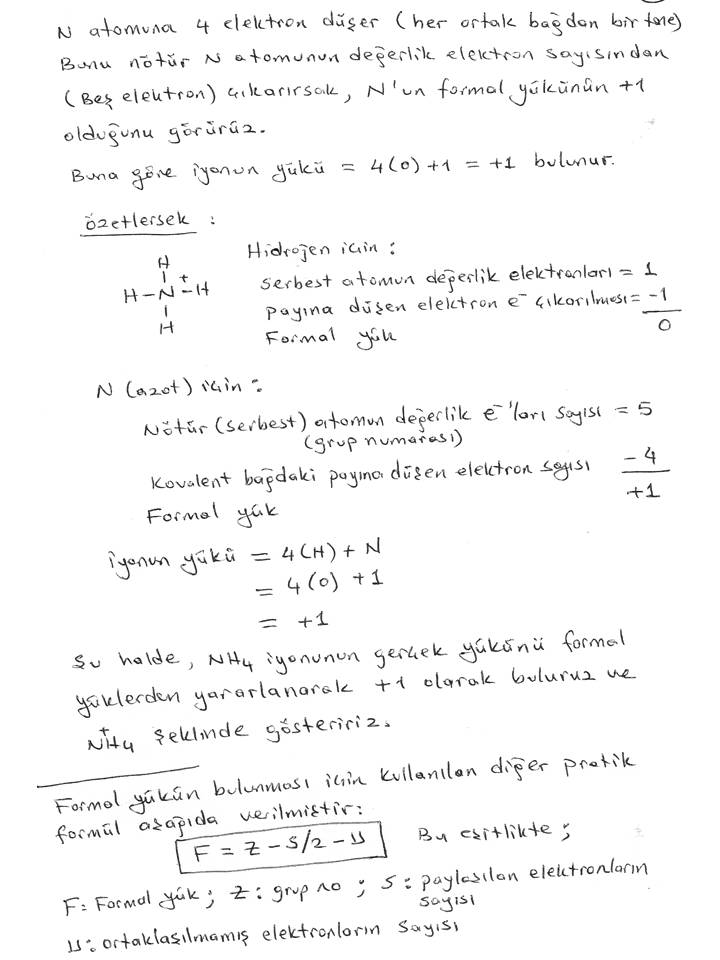 N atomuna 4 elektron düşer (her ortak bağdan bir tane)
Bunu nötür N atomunun değerlik elektron sayısından
(Beş elektron) çıkarırsak, N'un formal yükünün +1
olduğunu görürüz.
Buna göre iyonun yükü = 4(0)+1 = +1 bulunur.
özetlersek :
Hidrojen için :
H
H-N-H
+
H
serbest atomun değerlik elektronları = 1
payına düşen elektron e⁻ çıkarılması = -1
Formal yük 0
N (azot) için :
Nötür (serbest) atomun değerlik e⁻'ları sayısı = 5
(grup numarası)
Kovalent bağdaki payına düşen elektron sayısı -4
Formal yük +1
iyonun yükü = 4(H) + N
= 4(0) +1
= +1
Şu halde, NH4 iyonunun gerçek yükünü formal
yüklerden yararlanarak +1 olarak buluruz ve
NH4⁺ şeklinde gösteririz.
Formal yükün bulunması için kullanılan diğer pratik
formül aşağıda verilmiştir:
F = Z - S/2 - U Bu eşitlikte ;
F: Formal yük ; Z : grup no ; S : paylaşılan elektronların
sayısı
U : ortaklaşılmamış elektronların sayısı